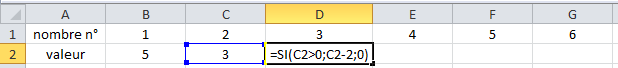 A B C D E F G
1 nombre n° 1 2 3 4 5 6
2 valeur 5 3 =SI(C2>0;C2-2;0)